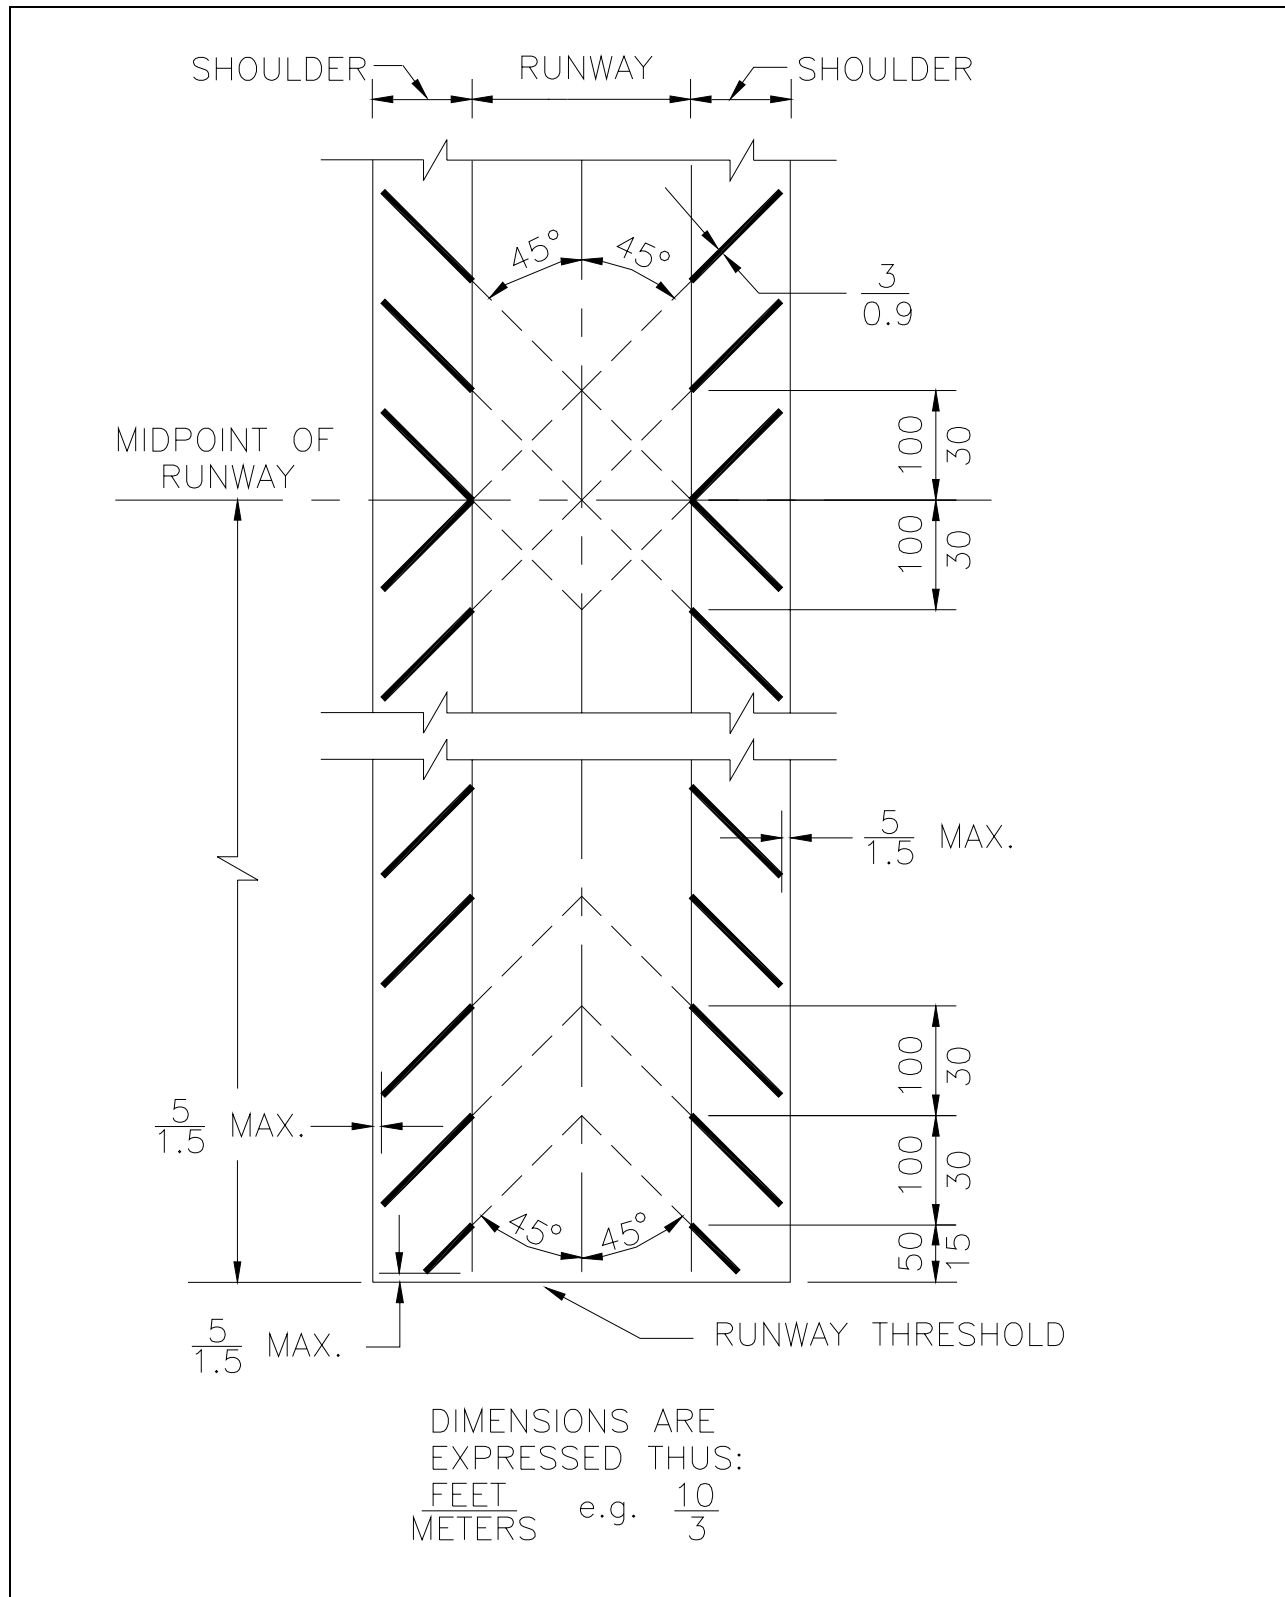 SHOULDER RUNWAY SHOULDER
45° 45°
3
0.9
MIDPOINT OF
RUNWAY
100
30
100
30
5
1.5 MAX.
100
30
5
1.5 MAX.
100
30
45° 45°
50
15
5
1.5 MAX.
RUNWAY THRESHOLD
DIMENSIONS ARE
EXPRESSED THUS:
FEET
METERS e.g. 10
3